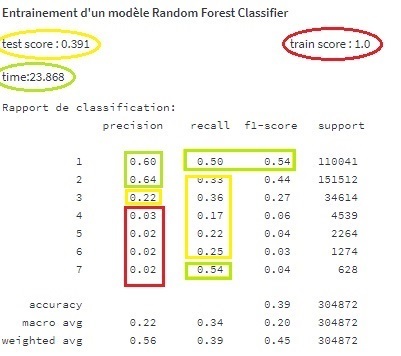 Entrainement d'un modèle Random Forest Classifier
test score : 0.391 train score : 1.0
time:23.868
Rapport de classification:
precision recall f1-score support
1 0.60 0.50 0.54 110041
2 0.64 0.33 0.44 151512
3 0.22 0.36 0.27 34614
4 0.03 0.17 0.06 4539
5 0.02 0.22 0.04 2264
6 0.02 0.25 0.03 1274
7 0.02 0.54 0.04 628
accuracy 0.39 304872
macro avg 0.22 0.34 0.20 304872
weighted avg 0.56 0.39 0.45 304872